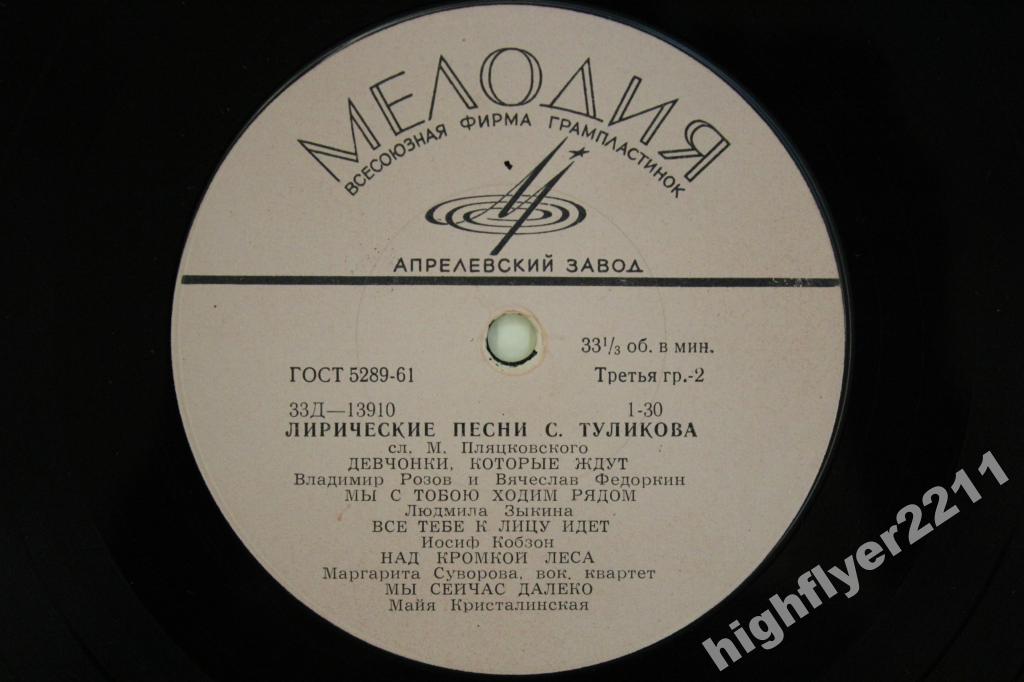 МЕЛОДИЯ
ВСЕСОЮЗНАЯ ФИРМА ГРАМПЛАСТИНОК
АПРЕЛЕВСКИЙ ЗАВОД
33 1/3 об. в мин.
ГОСТ 5289-61 Третья гр.-2
33Д—13910 1-30
ЛИРИЧЕСКИЕ ПЕСНИ С. ТУЛИКОВА
сл. М. Пляцковского
ДЕВЧОНКИ, КОТОРЫЕ ЖДУТ
Владимир Розов и Вячеслав Федоркин
МЫ С ТОБОЮ ХОДИМ РЯДОМ
Людмила Зыкина
ВСЕ ТЕБЕ К ЛИЦУ ИДЕТ
Иосиф Кобзон
НАД КРОМКОЙ ЛЕСА
Маргарита Суворова, вок. квартет
МЫ СЕЙЧАС ДАЛЕКО
Майя Кристалинская
highflyer2211